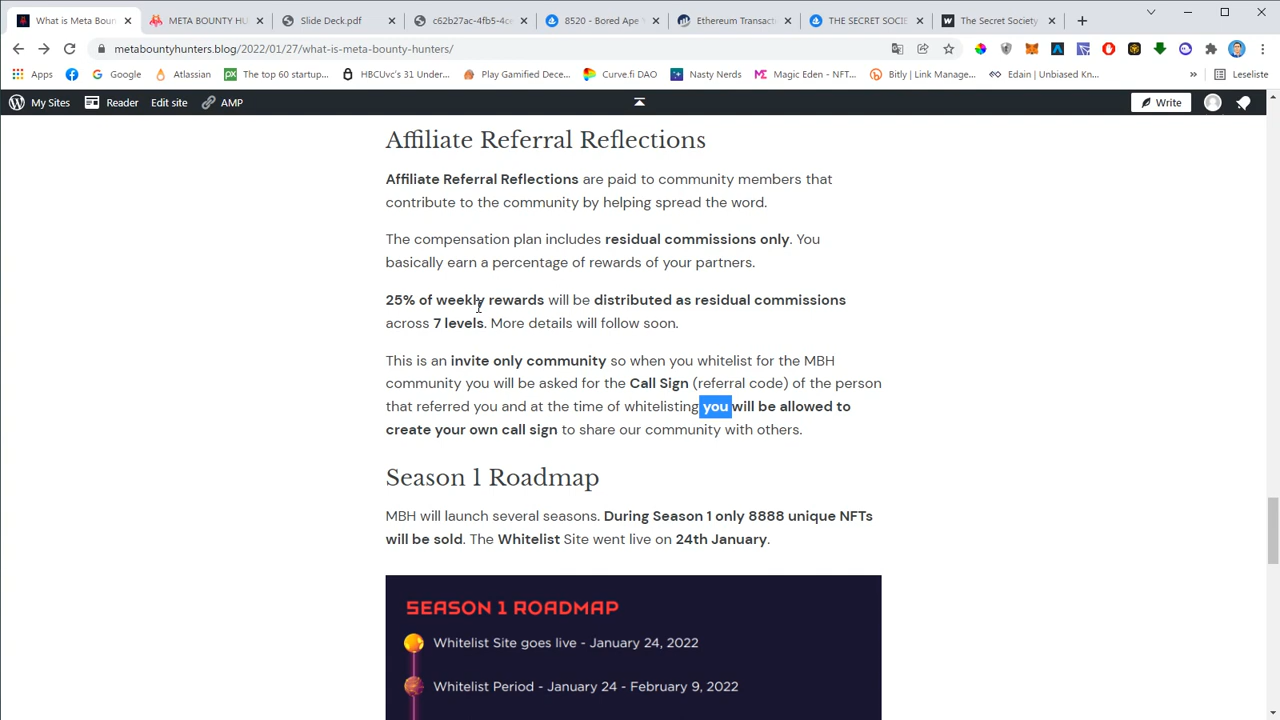 What is Meta Boun
META BOUNTY HU
Slide Deck.pdf
c62b27ac-4fb5-4ce
8520 - Bored Ape Y
Ethereum Transact
THE SECRET SOCIE
The Secret Society
metabountyhunters.blog/2022/01/27/what-is-meta-bounty-hunters/
Apps
Google
Atlassian
The top 60 startup...
HBCUvc's 31 Under...
Play Gamified Dece...
Curve.fi DAO
Nasty Nerds
Magic Eden - NFT...
Bitly | Link Manage...
Edain | Unbiased Kn...
»
Leseliste
My Sites
Reader
Edit site
AMP
Write
Affiliate Referral Reflections
Affiliate Referral Reflections are paid to community members that
contribute to the community by helping spread the word.
The compensation plan includes residual commissions only. You
basically earn a percentage of rewards of your partners.
25% of weekly rewards will be distributed as residual commissions
across 7 levels. More details will follow soon.
This is an invite only community so when you whitelist for the MBH
community you will be asked for the Call Sign (referral code) of the person
that referred you and at the time of whitelisting you will be allowed to
create your own call sign to share our community with others.
Season 1 Roadmap
MBH will launch several seasons. During Season 1 only 8888 unique NFTs
will be sold. The Whitelist Site went live on 24th January.
SEASON 1 ROADMAP
Whitelist Site goes live - January 24, 2022
Whitelist Period - January 24 - February 9, 2022